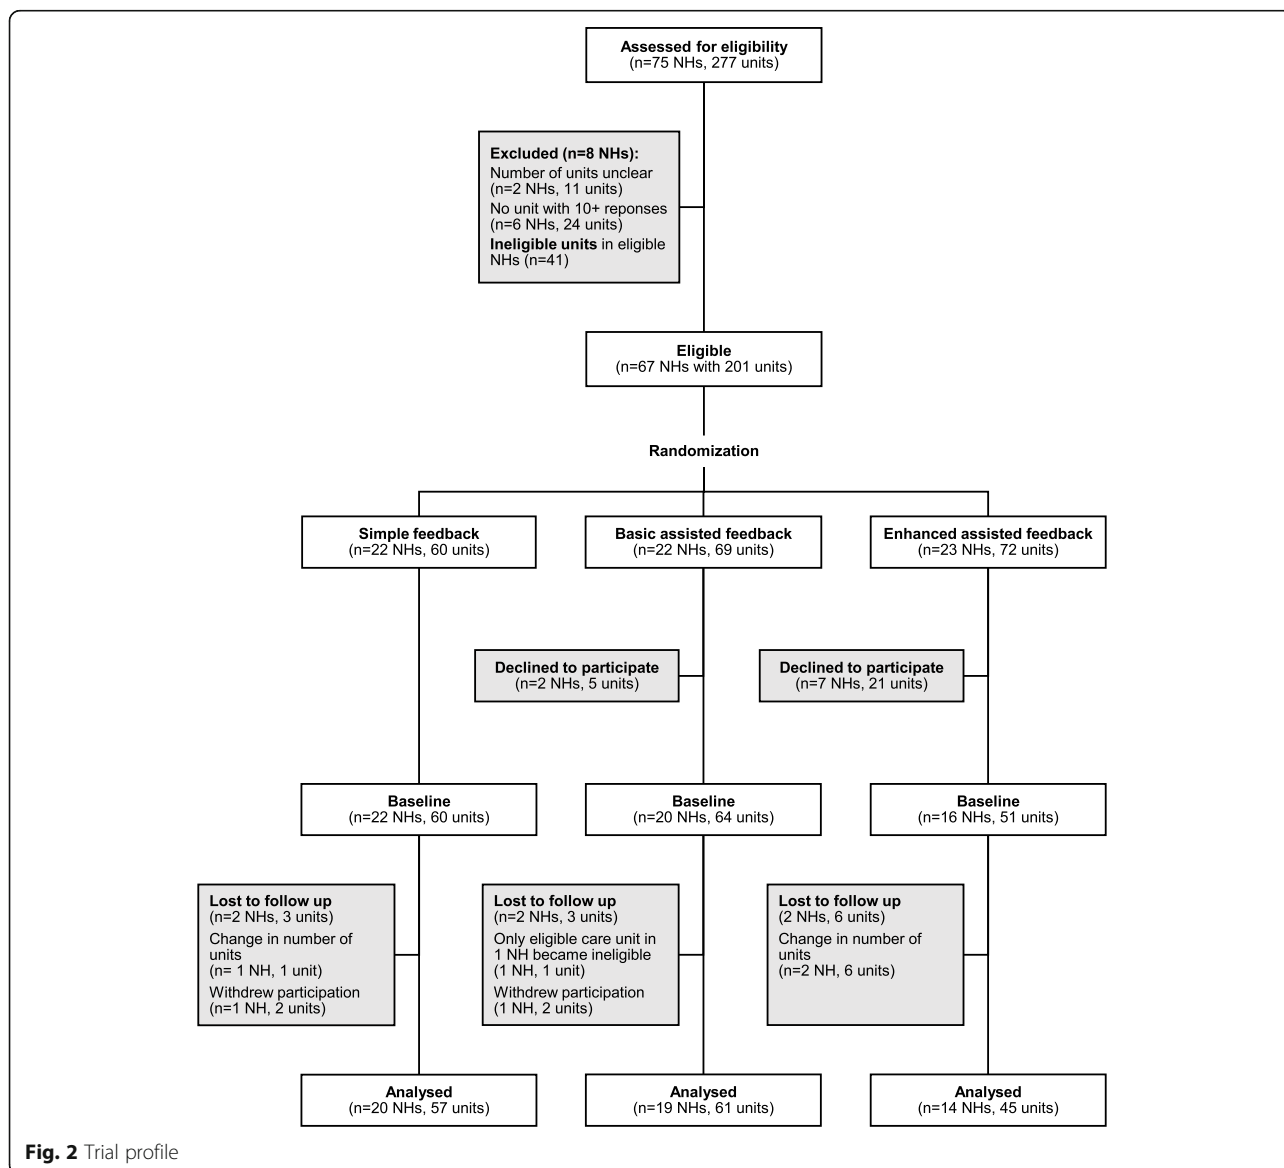 Assessed for eligibility
(n=75 NHs, 277 units)
Excluded (n=8 NHs):
Number of units unclear
(n=2 NHs, 11 units)
No unit with 10+ reponses
(n=6 NHs, 24 units)
Ineligible units in eligible
NHs (n=41)
Eligible
(n=67 NHs with 201 units)
Randomization
Simple feedback
(n=22 NHs, 60 units)
Basic assisted feedback
(n=22 NHs, 69 units)
Enhanced assisted feedback
(n=23 NHs, 72 units)
Declined to participate
(n=2 NHs, 5 units)
Declined to participate
(n=7 NHs, 21 units)
Baseline
(n=22 NHs, 60 units)
Baseline
(n=20 NHs, 64 units)
Baseline
(n=16 NHs, 51 units)
Lost to follow up
(n=2 NHs, 3 units)
Change in number of
units
(n= 1 NH, 1 unit)
Withdrew participation
(n=1 NH, 2 units)
Lost to follow up
(n=2 NHs, 3 units)
Only eligible care unit in
1 NH became ineligible
(1 NH, 1 unit)
Withdrew participation
(1 NH, 2 units)
Lost to follow up
(2 NHs, 6 units)
Change in number of
units
(n=2 NH, 6 units)
Analysed
(n=20 NHs, 57 units)
Analysed
(n=19 NHs, 61 units)
Analysed
(n=14 NHs, 45 units)
Fig. 2 Trial profile